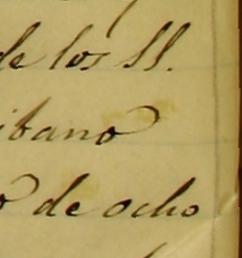 de los SS.
ibano
o de ocho